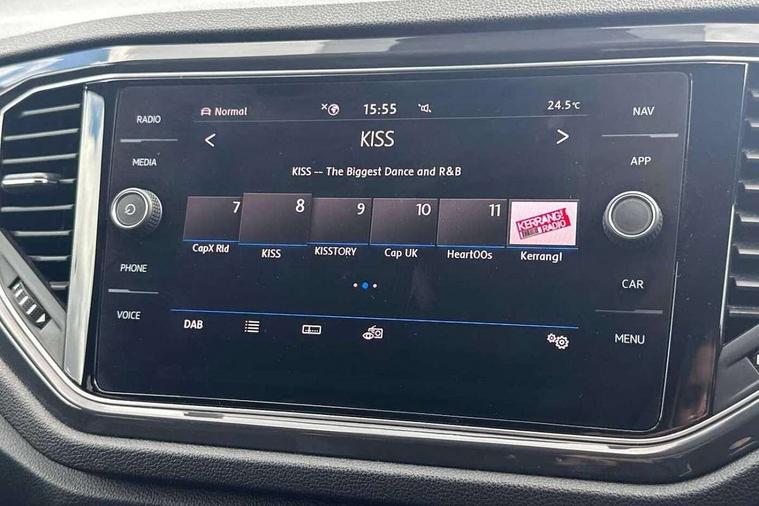 RADIO
MEDIA
PHONE
VOICE
Normal 15:55 24.5°C
KISS
KISS -- The Biggest Dance and R&B
7 8 9 10 11 KERRANG! RADIO
CapX Rld KISS KISSTORY Cap UK Heart00s Kerrang!
DAB
NAV
APP
CAR
MENU